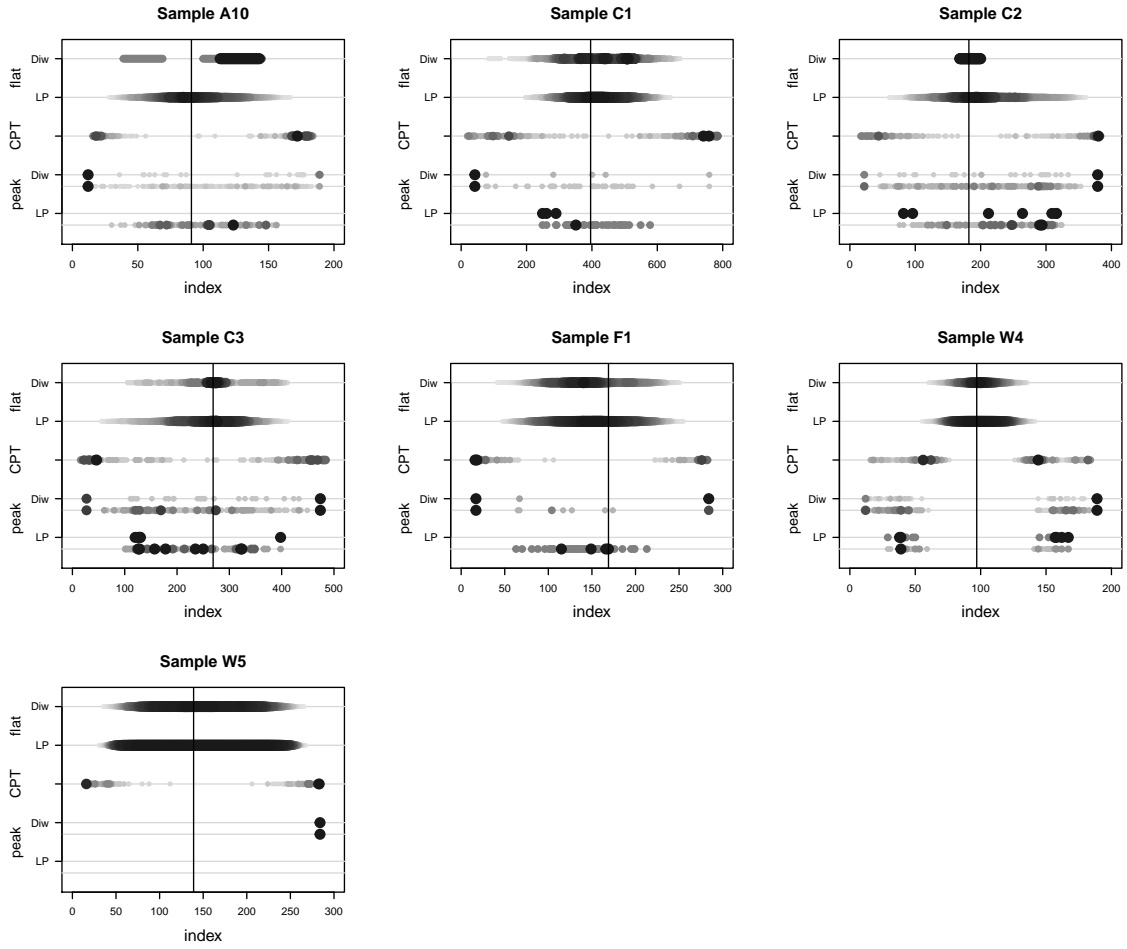 Sample A10
Diw
LP
Diw
LP
flat
CPT
peak
0 50 100 150 200
index
Sample C1
Diw
LP
Diw
LP
flat
CPT
peak
0 200 400 600 800
index
Sample C2
Diw
LP
Diw
LP
flat
CPT
peak
0 100 200 300 400
index
Sample C3
Diw
LP
Diw
LP
flat
CPT
peak
0 100 200 300 400 500
index
Sample F1
Diw
LP
Diw
LP
flat
CPT
peak
0 50 100 150 200 250 300
index
Sample W4
Diw
LP
Diw
LP
flat
CPT
peak
0 50 100 150 200
index
Sample W5
Diw
LP
Diw
LP
flat
CPT
peak
0 50 100 150 200 250 300
index